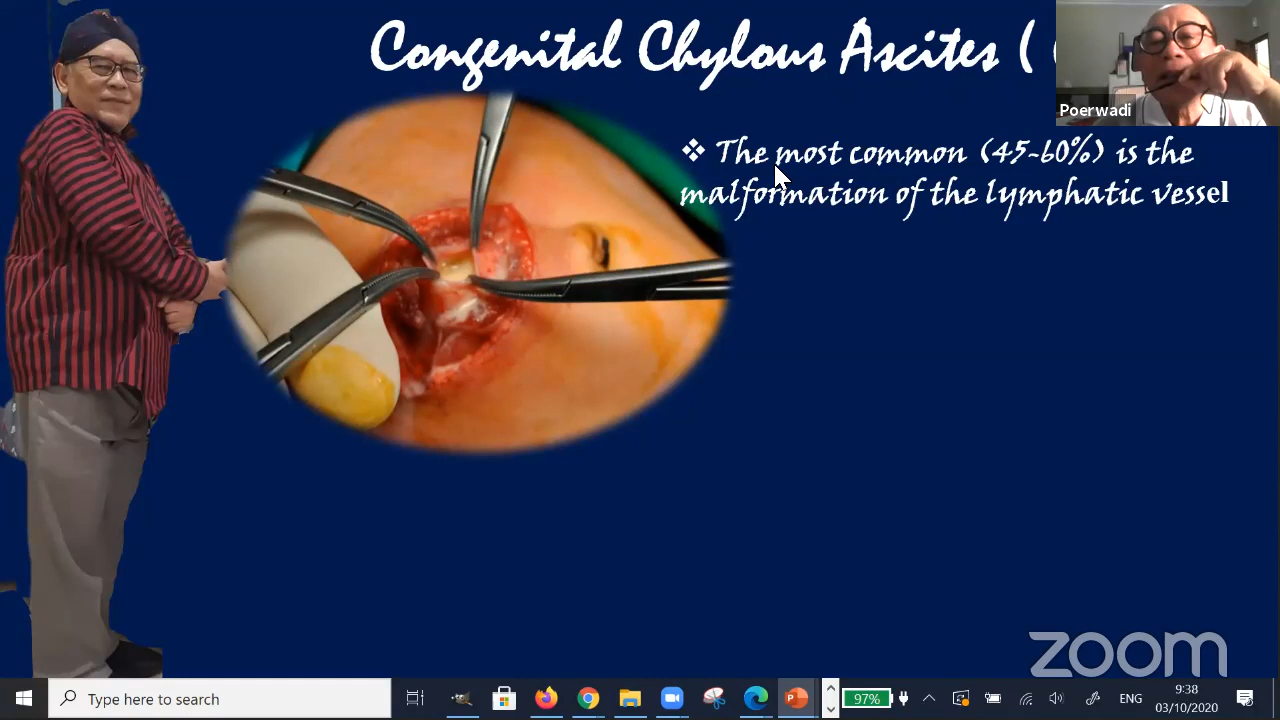 Congenital Chylous Ascites (
Poerwadi
❖ The most common (45-60%) is the
malformation of the lymphatic vessel
zoom
Type here to search
97%
ENG
9:38
03/10/2020